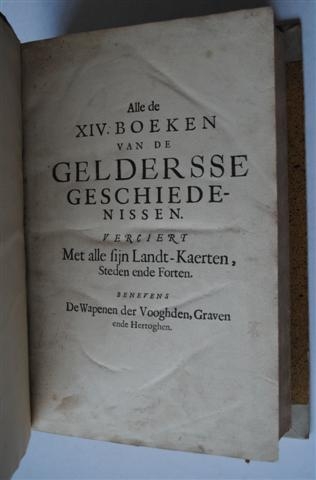 Alle de
XIV. BOEKEN
VAN DE
GELDERSSE
GESCHIEDE-
NISSEN.
VERCIERT
Met alle sijn Landt-Kaerten,
Steden ende Forten.
BENEVENS
De Wapenen der Vooghden, Graven
ende Hertoghen.